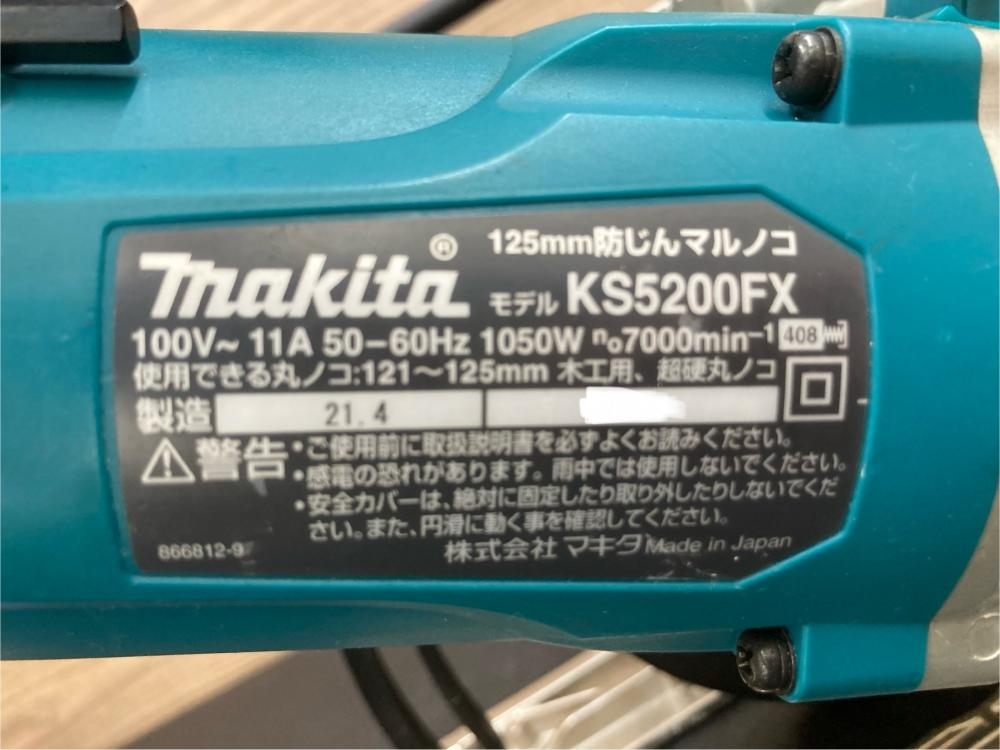 125mm防じんマルノコ
makita® モデル KS5200FX
100V~ 11A 50-60Hz 1050W no7000min-1 408
使用できる丸ノコ:121～125mm 木工用、超硬丸ノコ
製造 21.4
警告 •ご使用前に取扱説明書を必ずよくお読みください。
•感電の恐れがあります。雨中では使用しないでください。
•安全カバーは、絶対に固定したり取り外したりしないでくだ
さい。また、円滑に動く事を確認してください。
866812-9 株式会社 マキタ Made in Japan